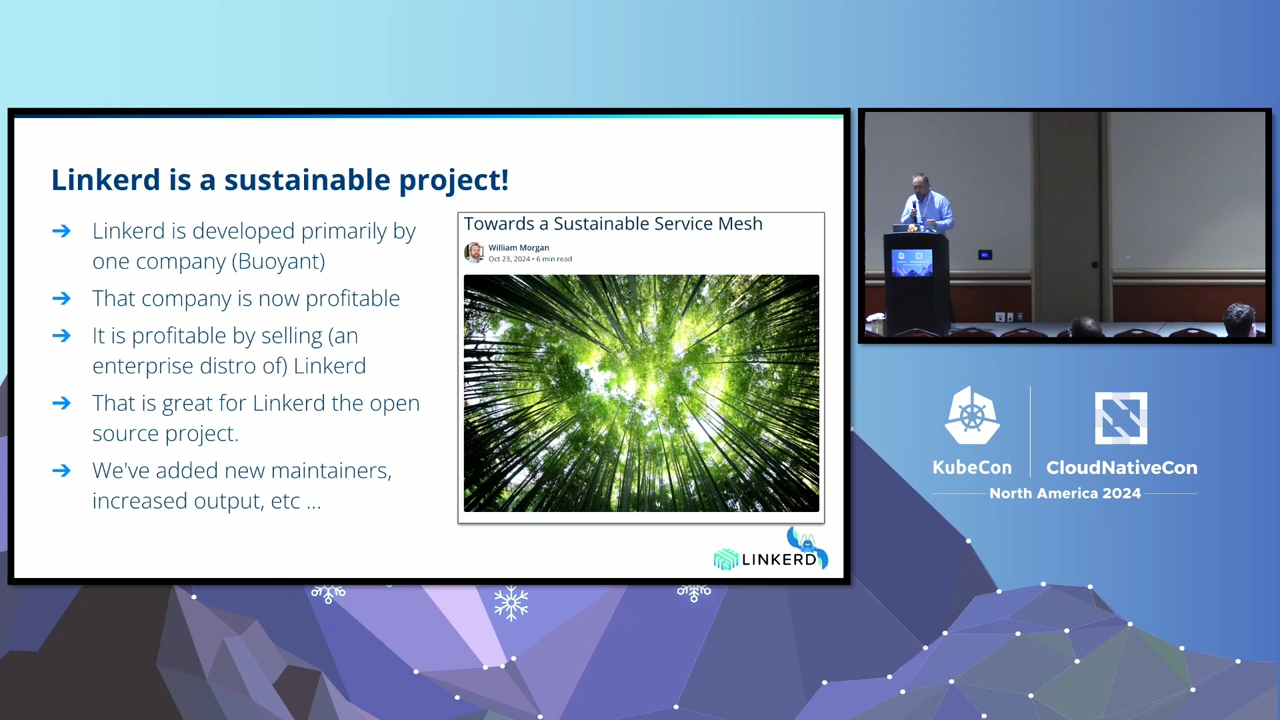 Linkerd is a sustainable project!
➔ Linkerd is developed primarily by
one company (Buoyant)
➔ That company is now profitable
➔ It is profitable by selling (an
enterprise distro of) Linkerd
➔ That is great for Linkerd the open
source project.
➔ We've added new maintainers,
increased output, etc ...
Towards a Sustainable Service Mesh
William Morgan
Oct 23, 2024 • 6 min read
LINKERD
KubeCon
CloudNativeCon
North America 2024